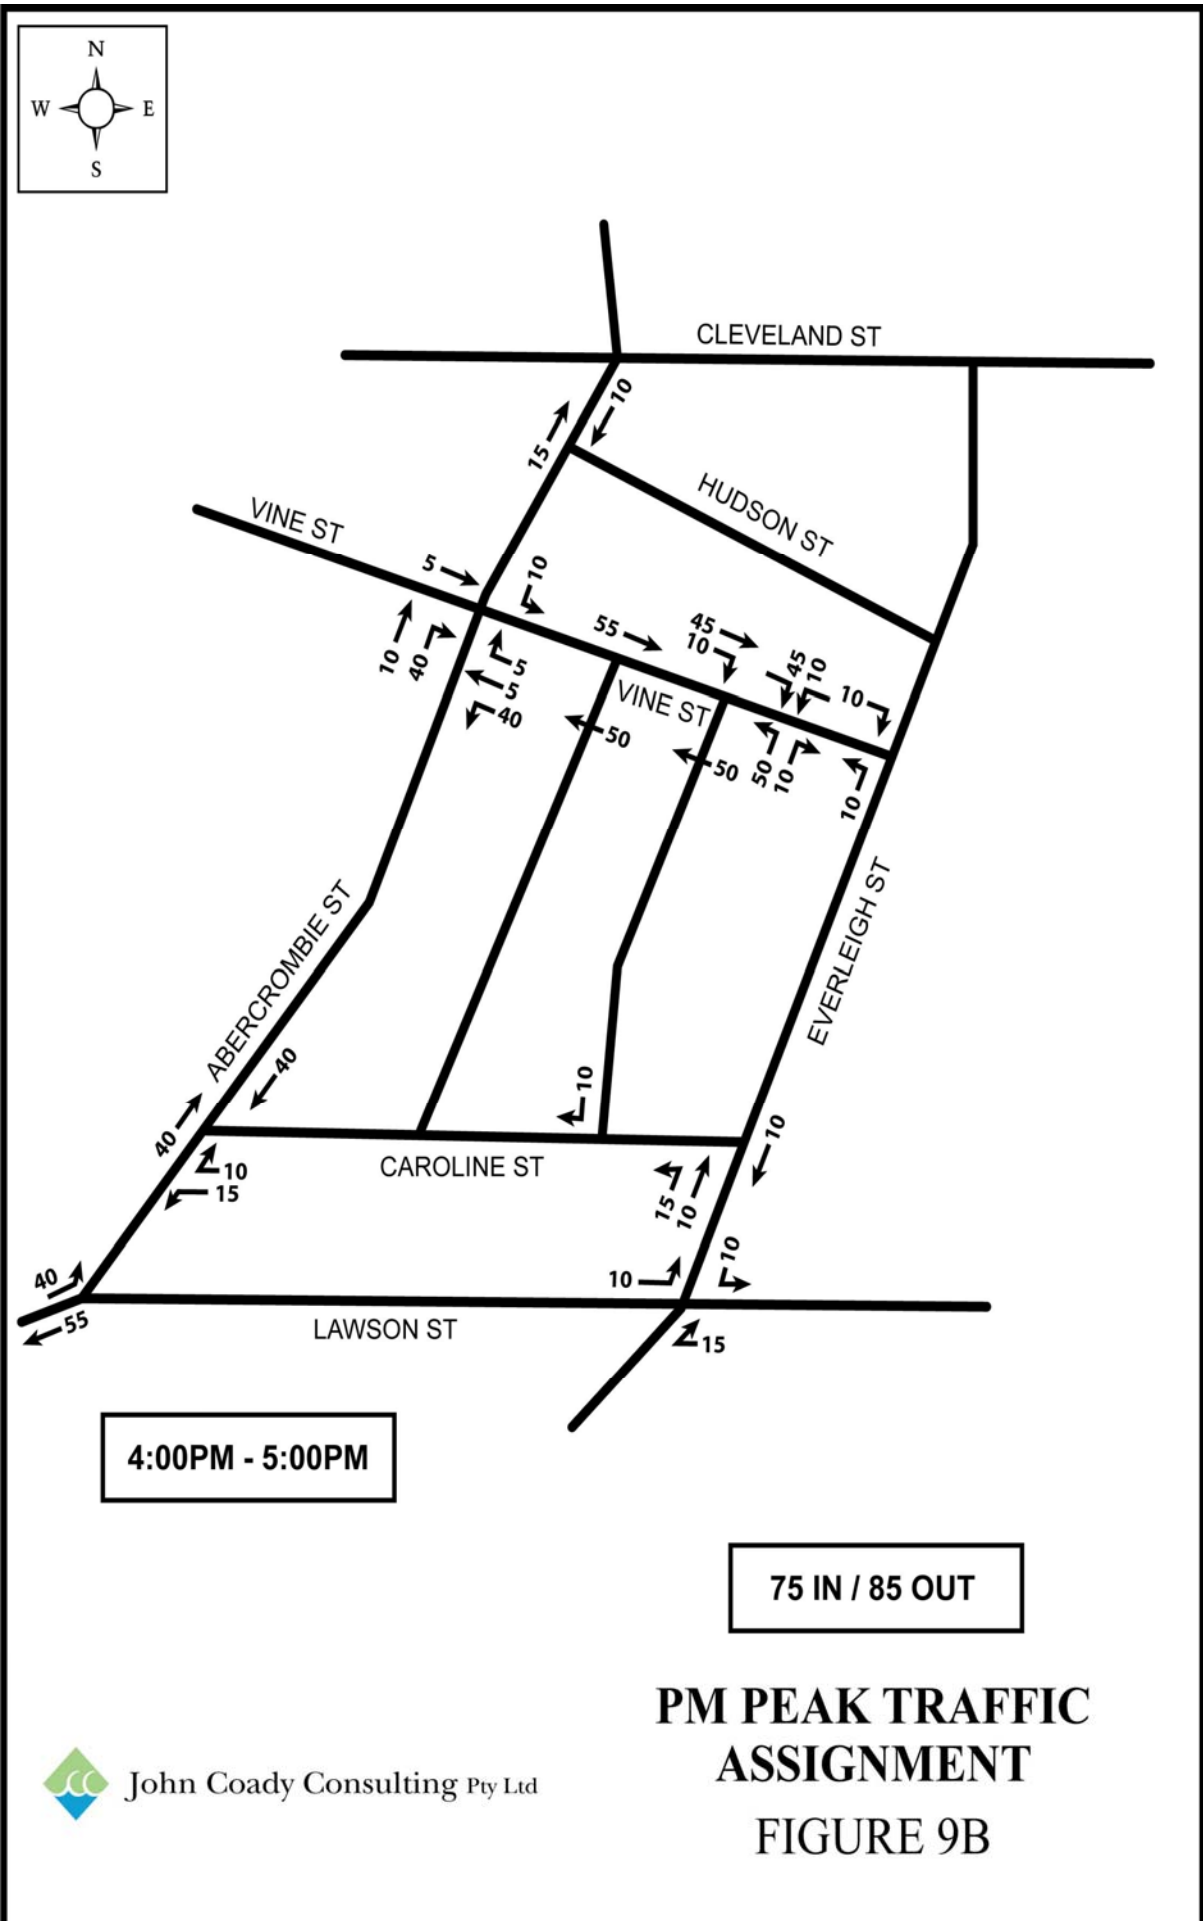 N
W E
S
CLEVELAND ST
10
15
HUDSON ST
VINE ST
5
10
55
45
10
45
10
10
10
40
5
5
40
VINE ST
50
50
50
10
10
EVERLEIGH ST
ABERCROMBIE ST
40
10
40
10
CAROLINE ST
10
15
15
10
10
40
10
55
LAWSON ST
15
4:00PM - 5:00PM
75 IN / 85 OUT
PM PEAK TRAFFIC
ASSIGNMENT
FIGURE 9B
John Coady Consulting Pty Ltd